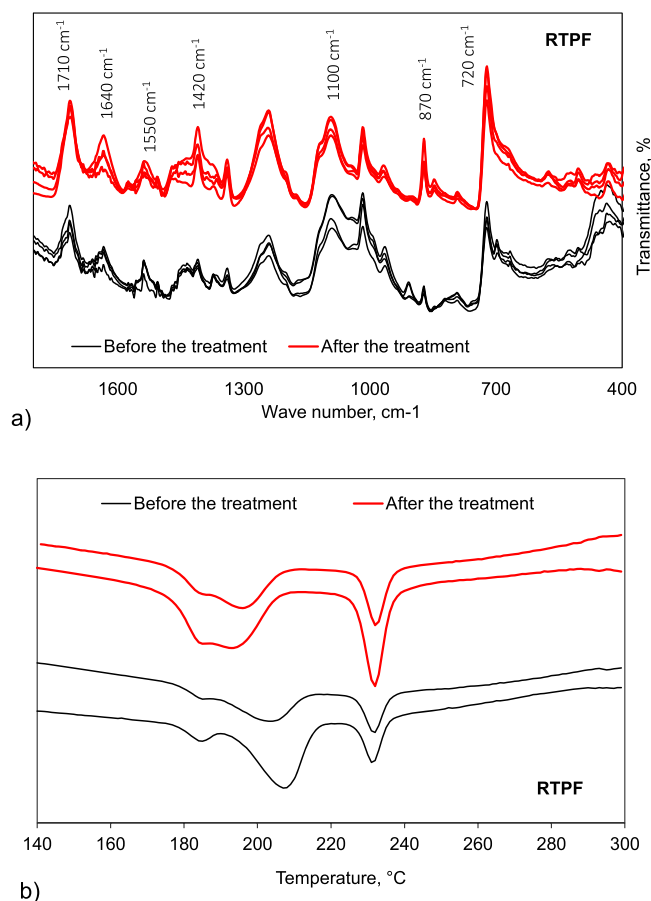 RTPF
1710 cm-1
1640 cm-1
1550 cm-1
1420 cm-1
1100 cm-1
870 cm-1
720 cm-1
Transmittance, %
Before the treatment
After the treatment
1600 1300 1000 700 400
Wave number, cm-1
a)
Before the treatment
After the treatment
RTPF
140 160 180 200 220 240 260 280 300
Temperature, °C
b)